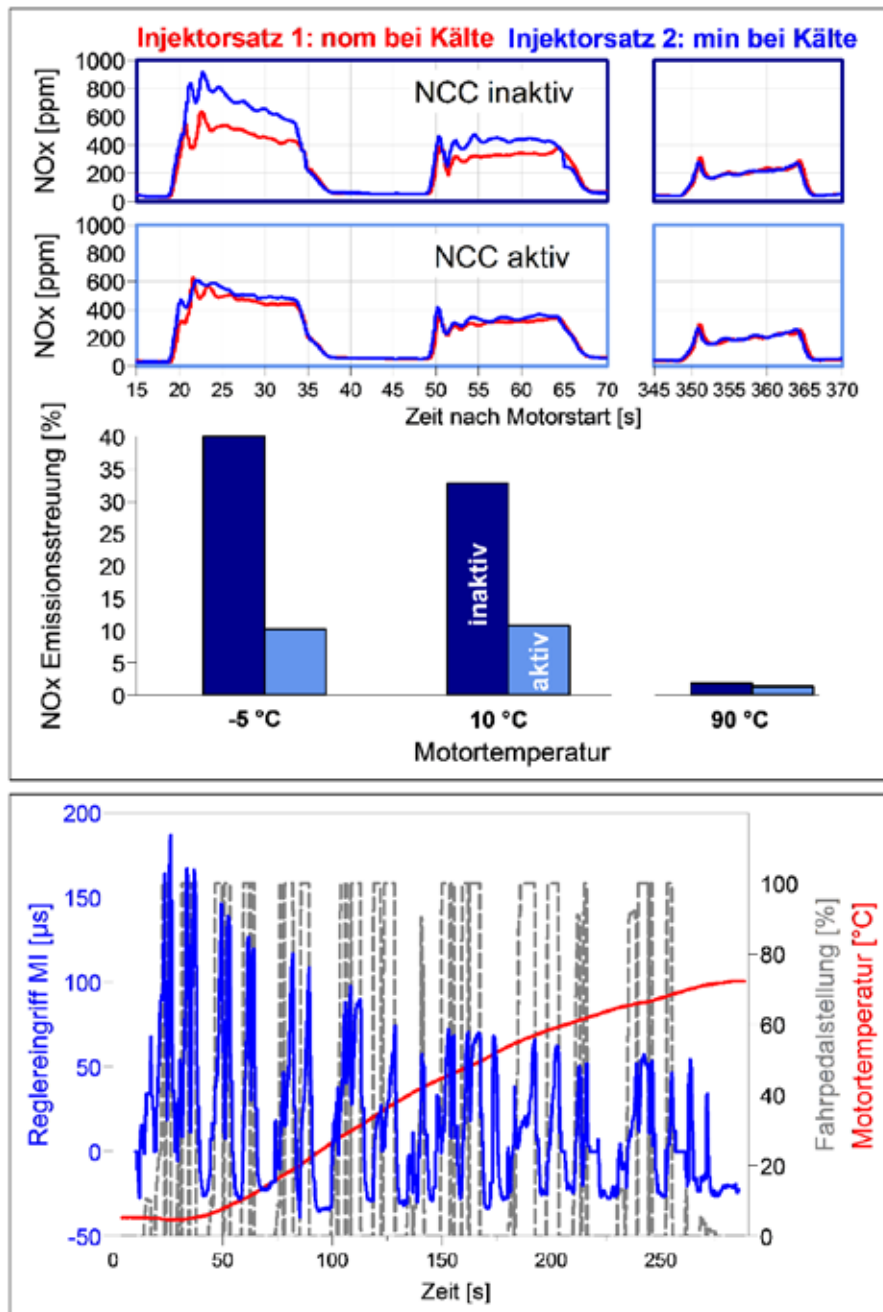 Injektorsatz 1: nom bei Kälte Injektorsatz 2: min bei Kälte
NOx [ppm]
1000
800
600
400
200
0
NCC inaktiv
NOx [ppm]
1000
800
600
400
200
0
NCC aktiv
15 20 25 30 35 40 45 50 55 60 65 70 345 350 355 360 365 370
Zeit nach Motorstart [s]
NOx Emissionsstreuung [%]
40
35
30
25
20
15
10
5
0
inaktiv
aktiv
-5 °C 10 °C 90 °C
Motortemperatur
Reglereingriff MI [µs]
200
150
100
50
0
-50
100
80
60
40
20
0
Fahrpedalstellung [%]
Motortemperatur [°C]
0 50 100 150 200 250
Zeit [s]